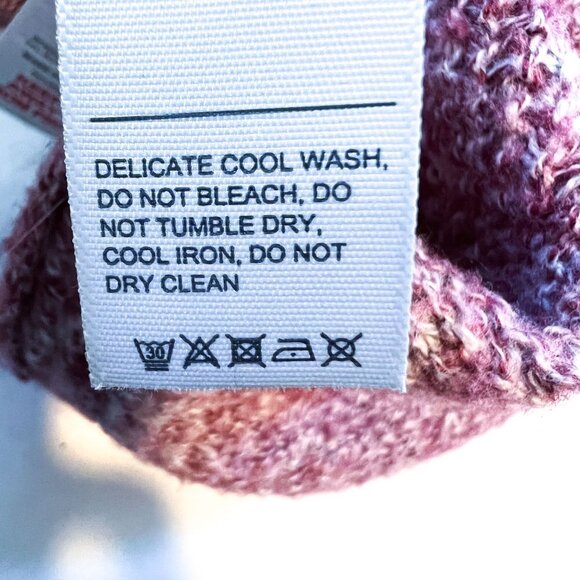 DELICATE COOL WASH,
DO NOT BLEACH, DO
NOT TUMBLE DRY,
COOL IRON, DO NOT
DRY CLEAN
30